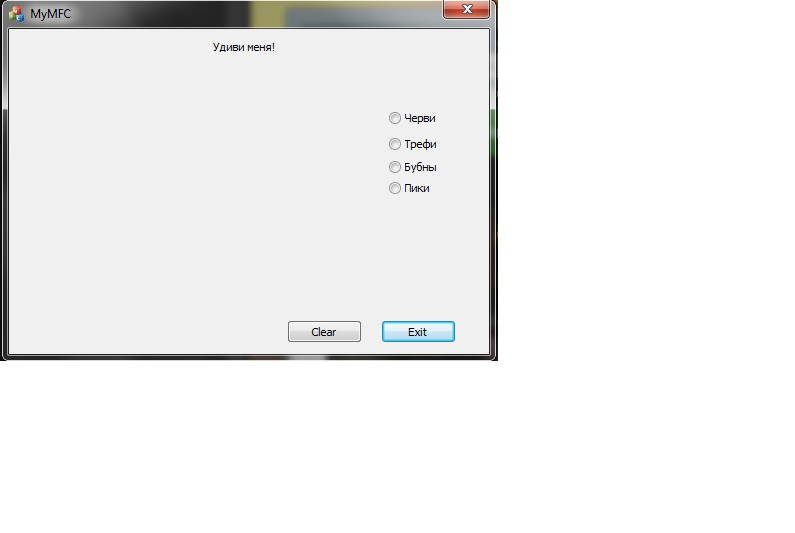 MyMFC
Удиви меня!
Черви
Трефи
Бубны
Пики
Clear
Exit